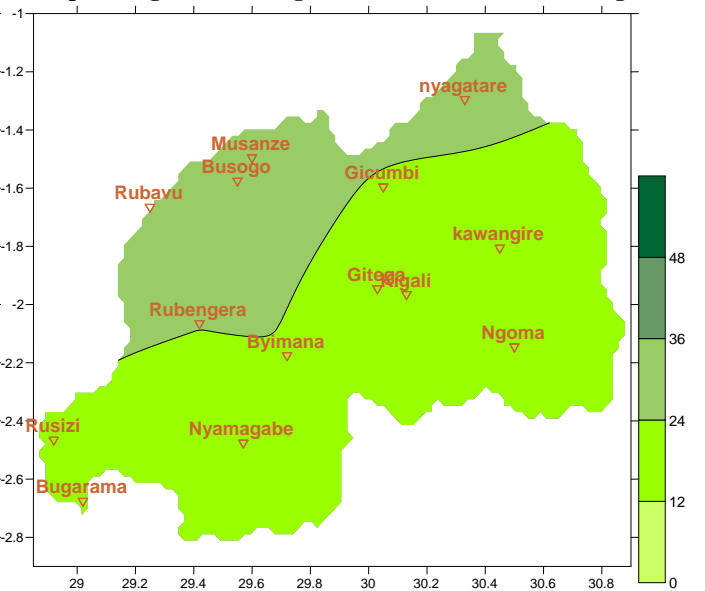 -1
-1.2
nyagatare
-1.4
Musanze
Busogo
-1.6
Gicumbi
Rubavu
kawangire
-1.8
48
Gitega
Kigali
-2
Rubengera
36
Ngoma
Byimana
-2.2
-2.4
24
Rusizi
Nyamagabe
-2.6
Bugarama
12
-2.8
0
29 29.2 29.4 29.6 29.8 30 30.2 30.4 30.6 30.8